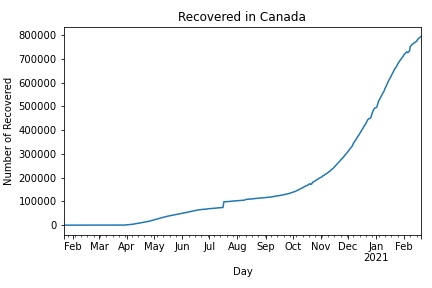 Recovered in Canada
Number of Recovered
800000
700000
600000
500000
400000
300000
200000
100000
0
Feb Mar Apr May Jun Jul Aug Sep Oct Nov Dec Jan Feb
2021
Day